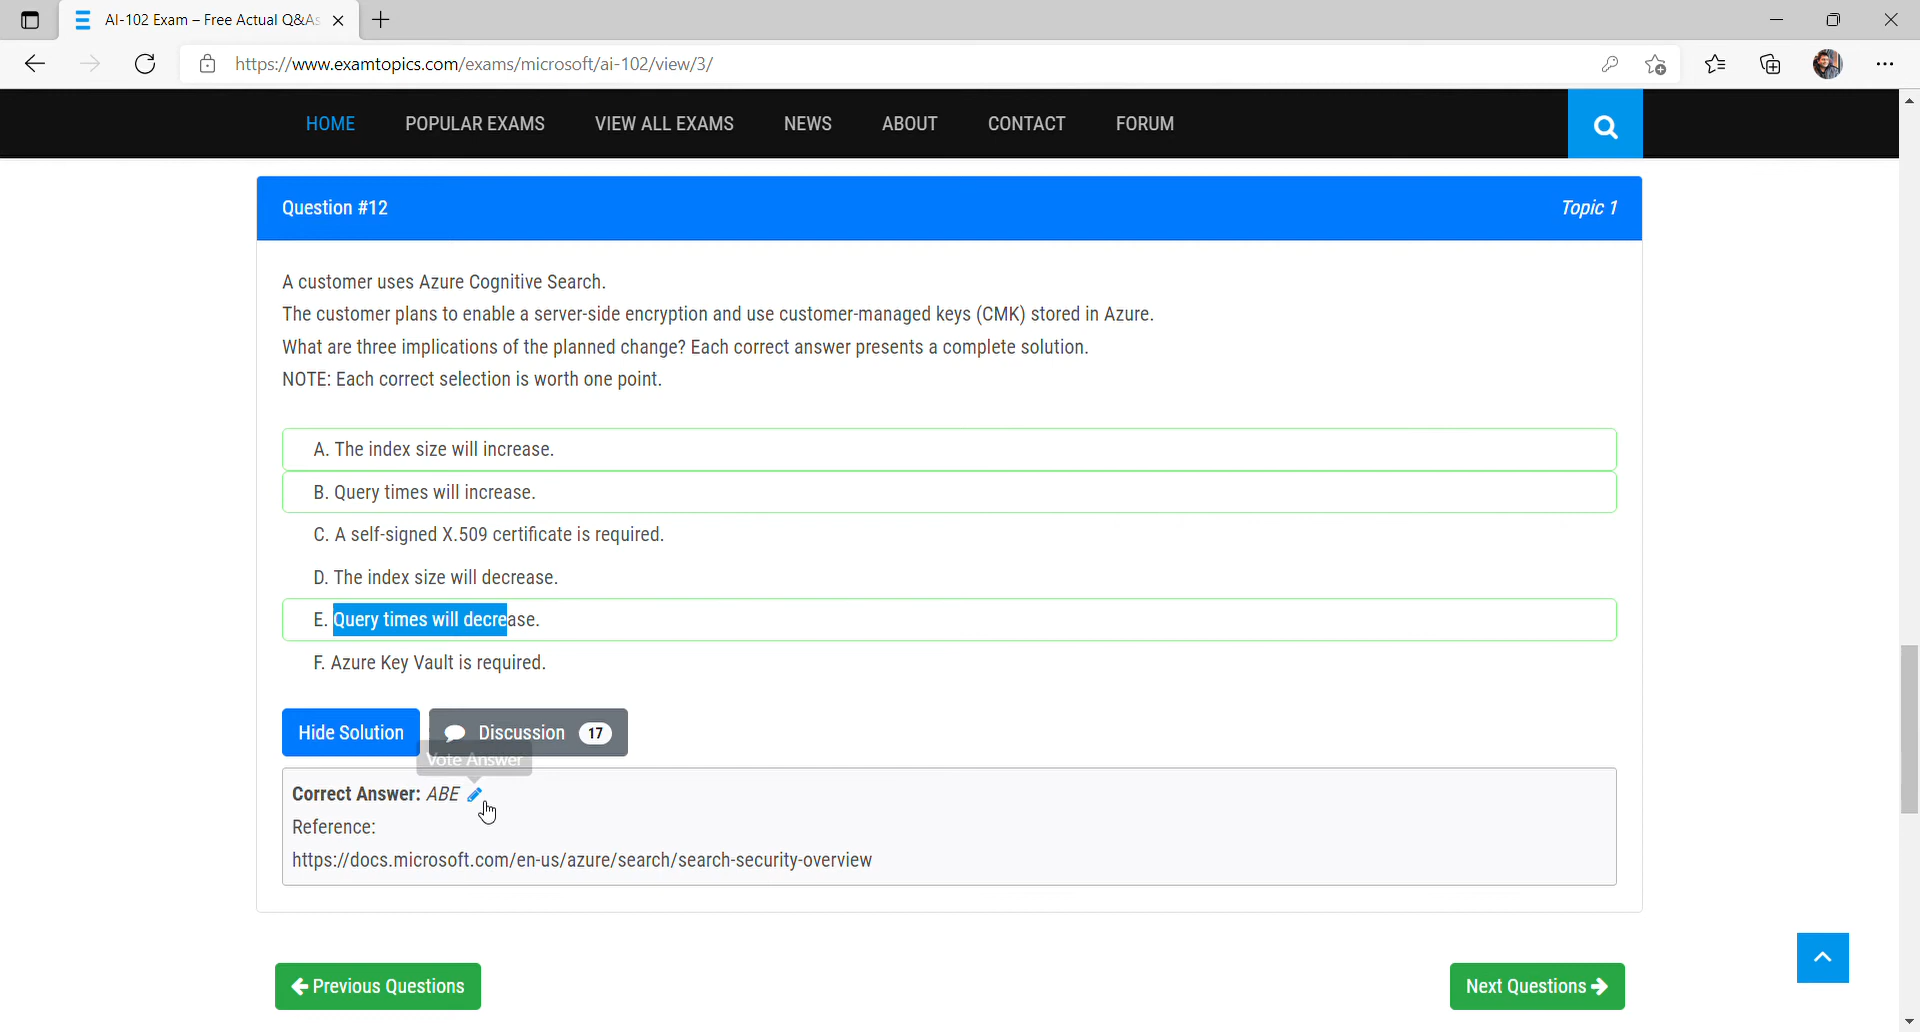 AI-102 Exam – Free Actual Q&As
https://www.examtopics.com/exams/microsoft/ai-102/view/3/
HOME POPULAR EXAMS VIEW ALL EXAMS NEWS ABOUT CONTACT FORUM
Question #12 Topic 1
A customer uses Azure Cognitive Search.
The customer plans to enable a server-side encryption and use customer-managed keys (CMK) stored in Azure.
What are three implications of the planned change? Each correct answer presents a complete solution.
NOTE: Each correct selection is worth one point.
A. The index size will increase.
B. Query times will increase.
C. A self-signed X.509 certificate is required.
D. The index size will decrease.
E. Query times will decrease.
F. Azure Key Vault is required.
Hide Solution Discussion 17
Vote Answer
Correct Answer: ABE
Reference:
https://docs.microsoft.com/en-us/azure/search/search-security-overview
Previous Questions Next Questions